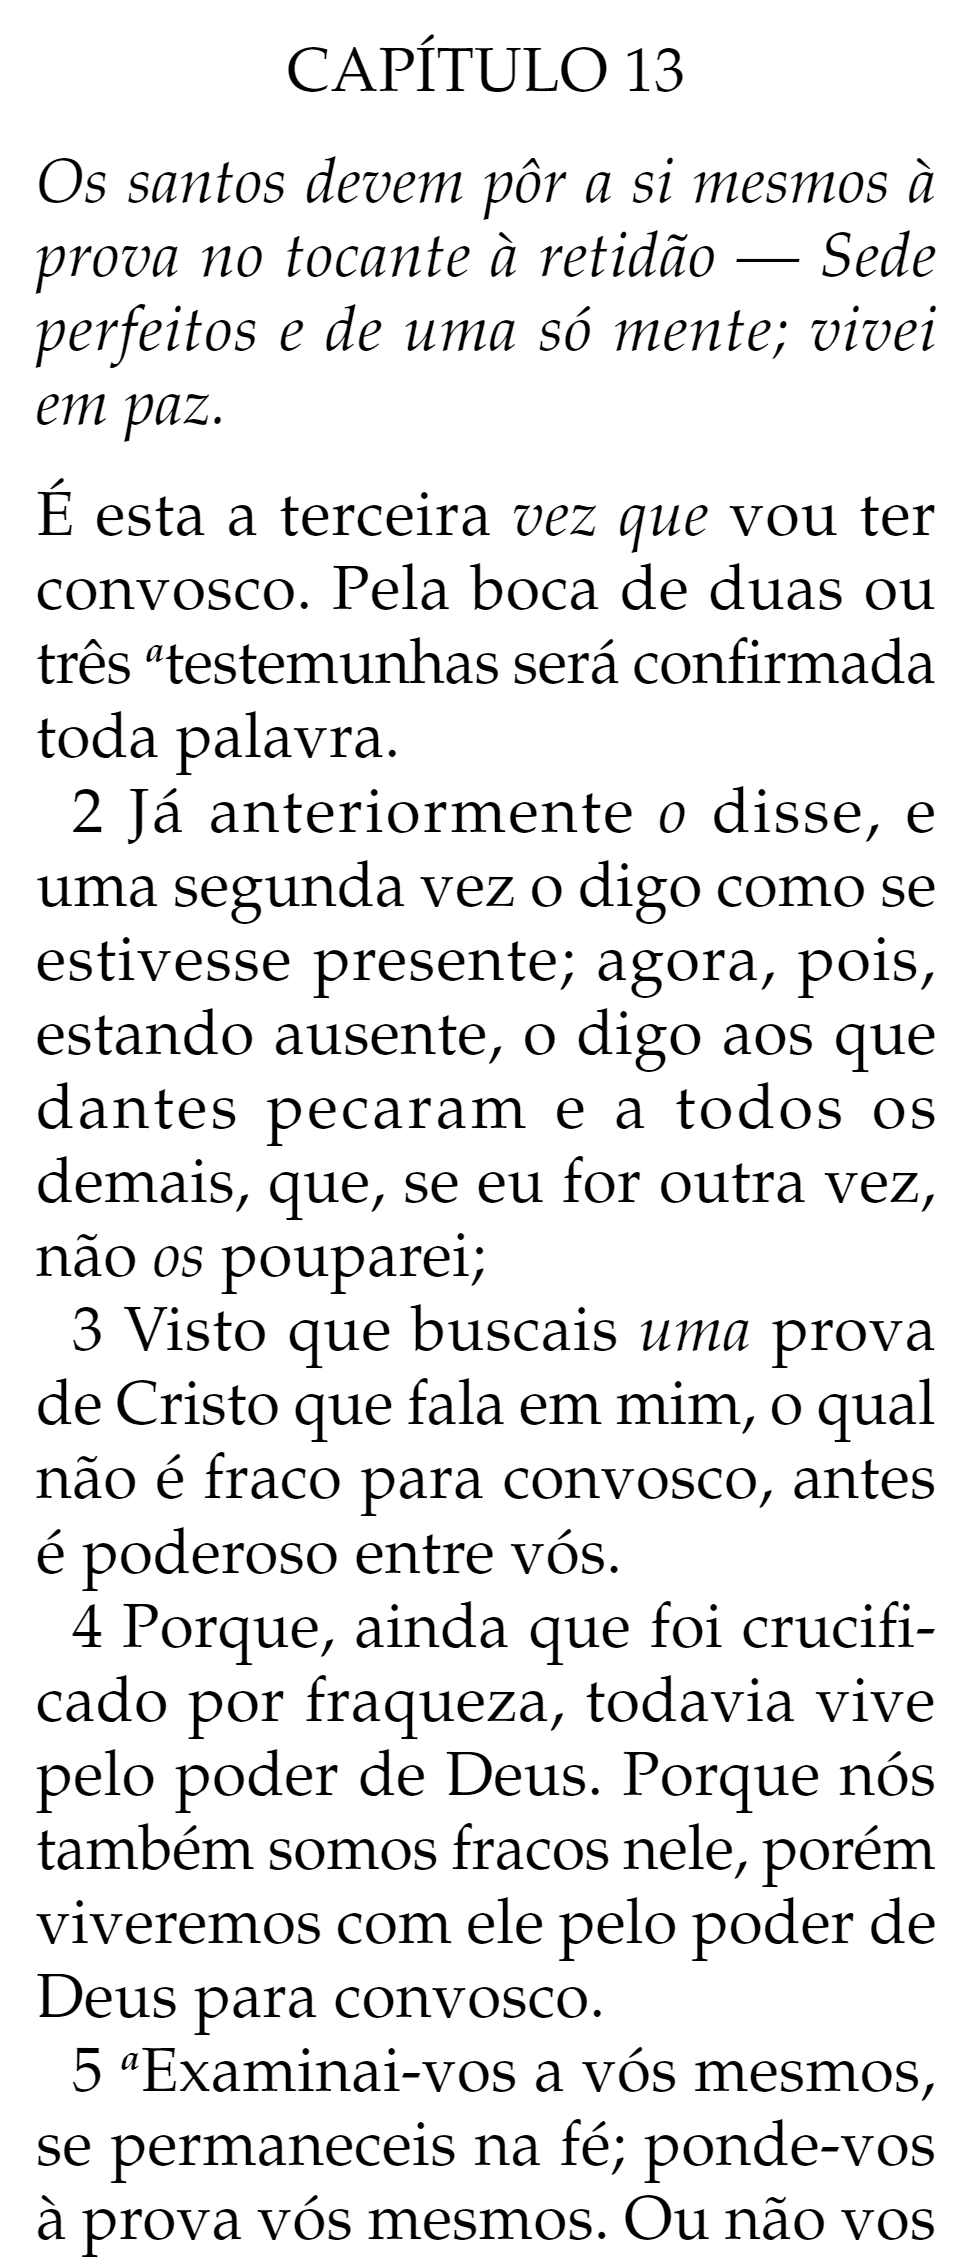 CAPÍTULO 13
Os santos devem pôr a si mesmos à
prova no tocante à retidão — Sede
perfeitos e de uma só mente; vivei
em paz.
É esta a terceira vez que vou ter
convosco. Pela boca de duas ou
três ᵃtestemunhas será confirmada
toda palavra.
2 Já anteriormente o disse, e
uma segunda vez o digo como se
estivesse presente; agora, pois,
estando ausente, o digo aos que
dantes pecaram e a todos os
demais, que, se eu for outra vez,
não os pouparei;
3 Visto que buscais uma prova
de Cristo que fala em mim, o qual
não é fraco para convosco, antes
é poderoso entre vós.
4 Porque, ainda que foi crucifi-
cado por fraqueza, todavia vive
pelo poder de Deus. Porque nós
também somos fracos nele, porém
viveremos com ele pelo poder de
Deus para convosco.
5 ᵃExaminai-vos a vós mesmos,
se permaneceis na fé; ponde-vos
à prova vós mesmos. Ou não vos